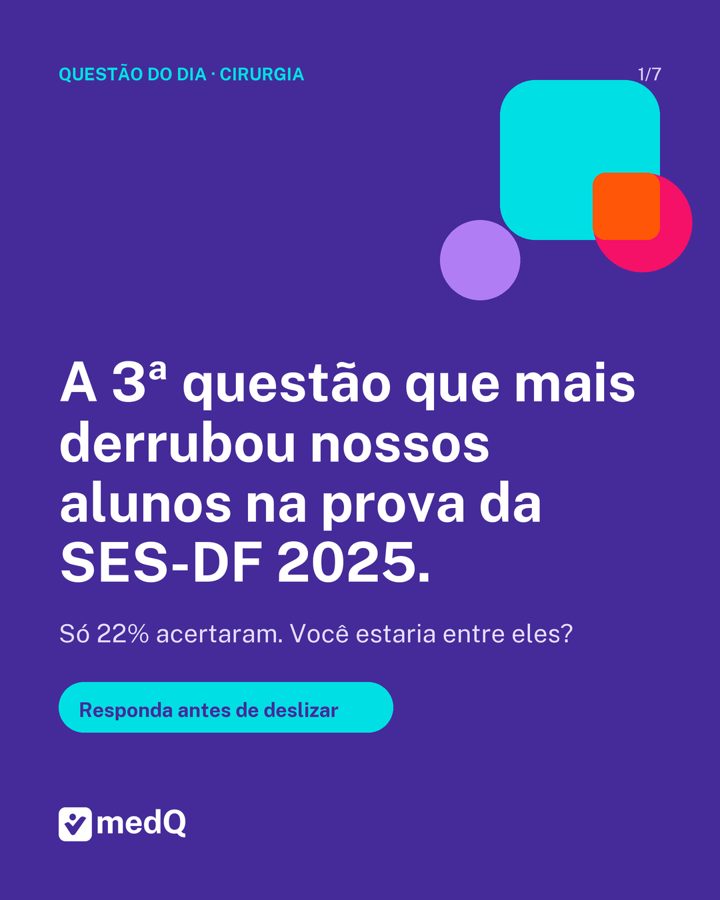 QUESTÃO DO DIA · CIRURGIA
1/7
A 3ª questão que mais
derrubou nossos
alunos na prova da
SES-DF 2025.
Só 22% acertaram. Você estaria entre eles?
Responda antes de deslizar
medQ